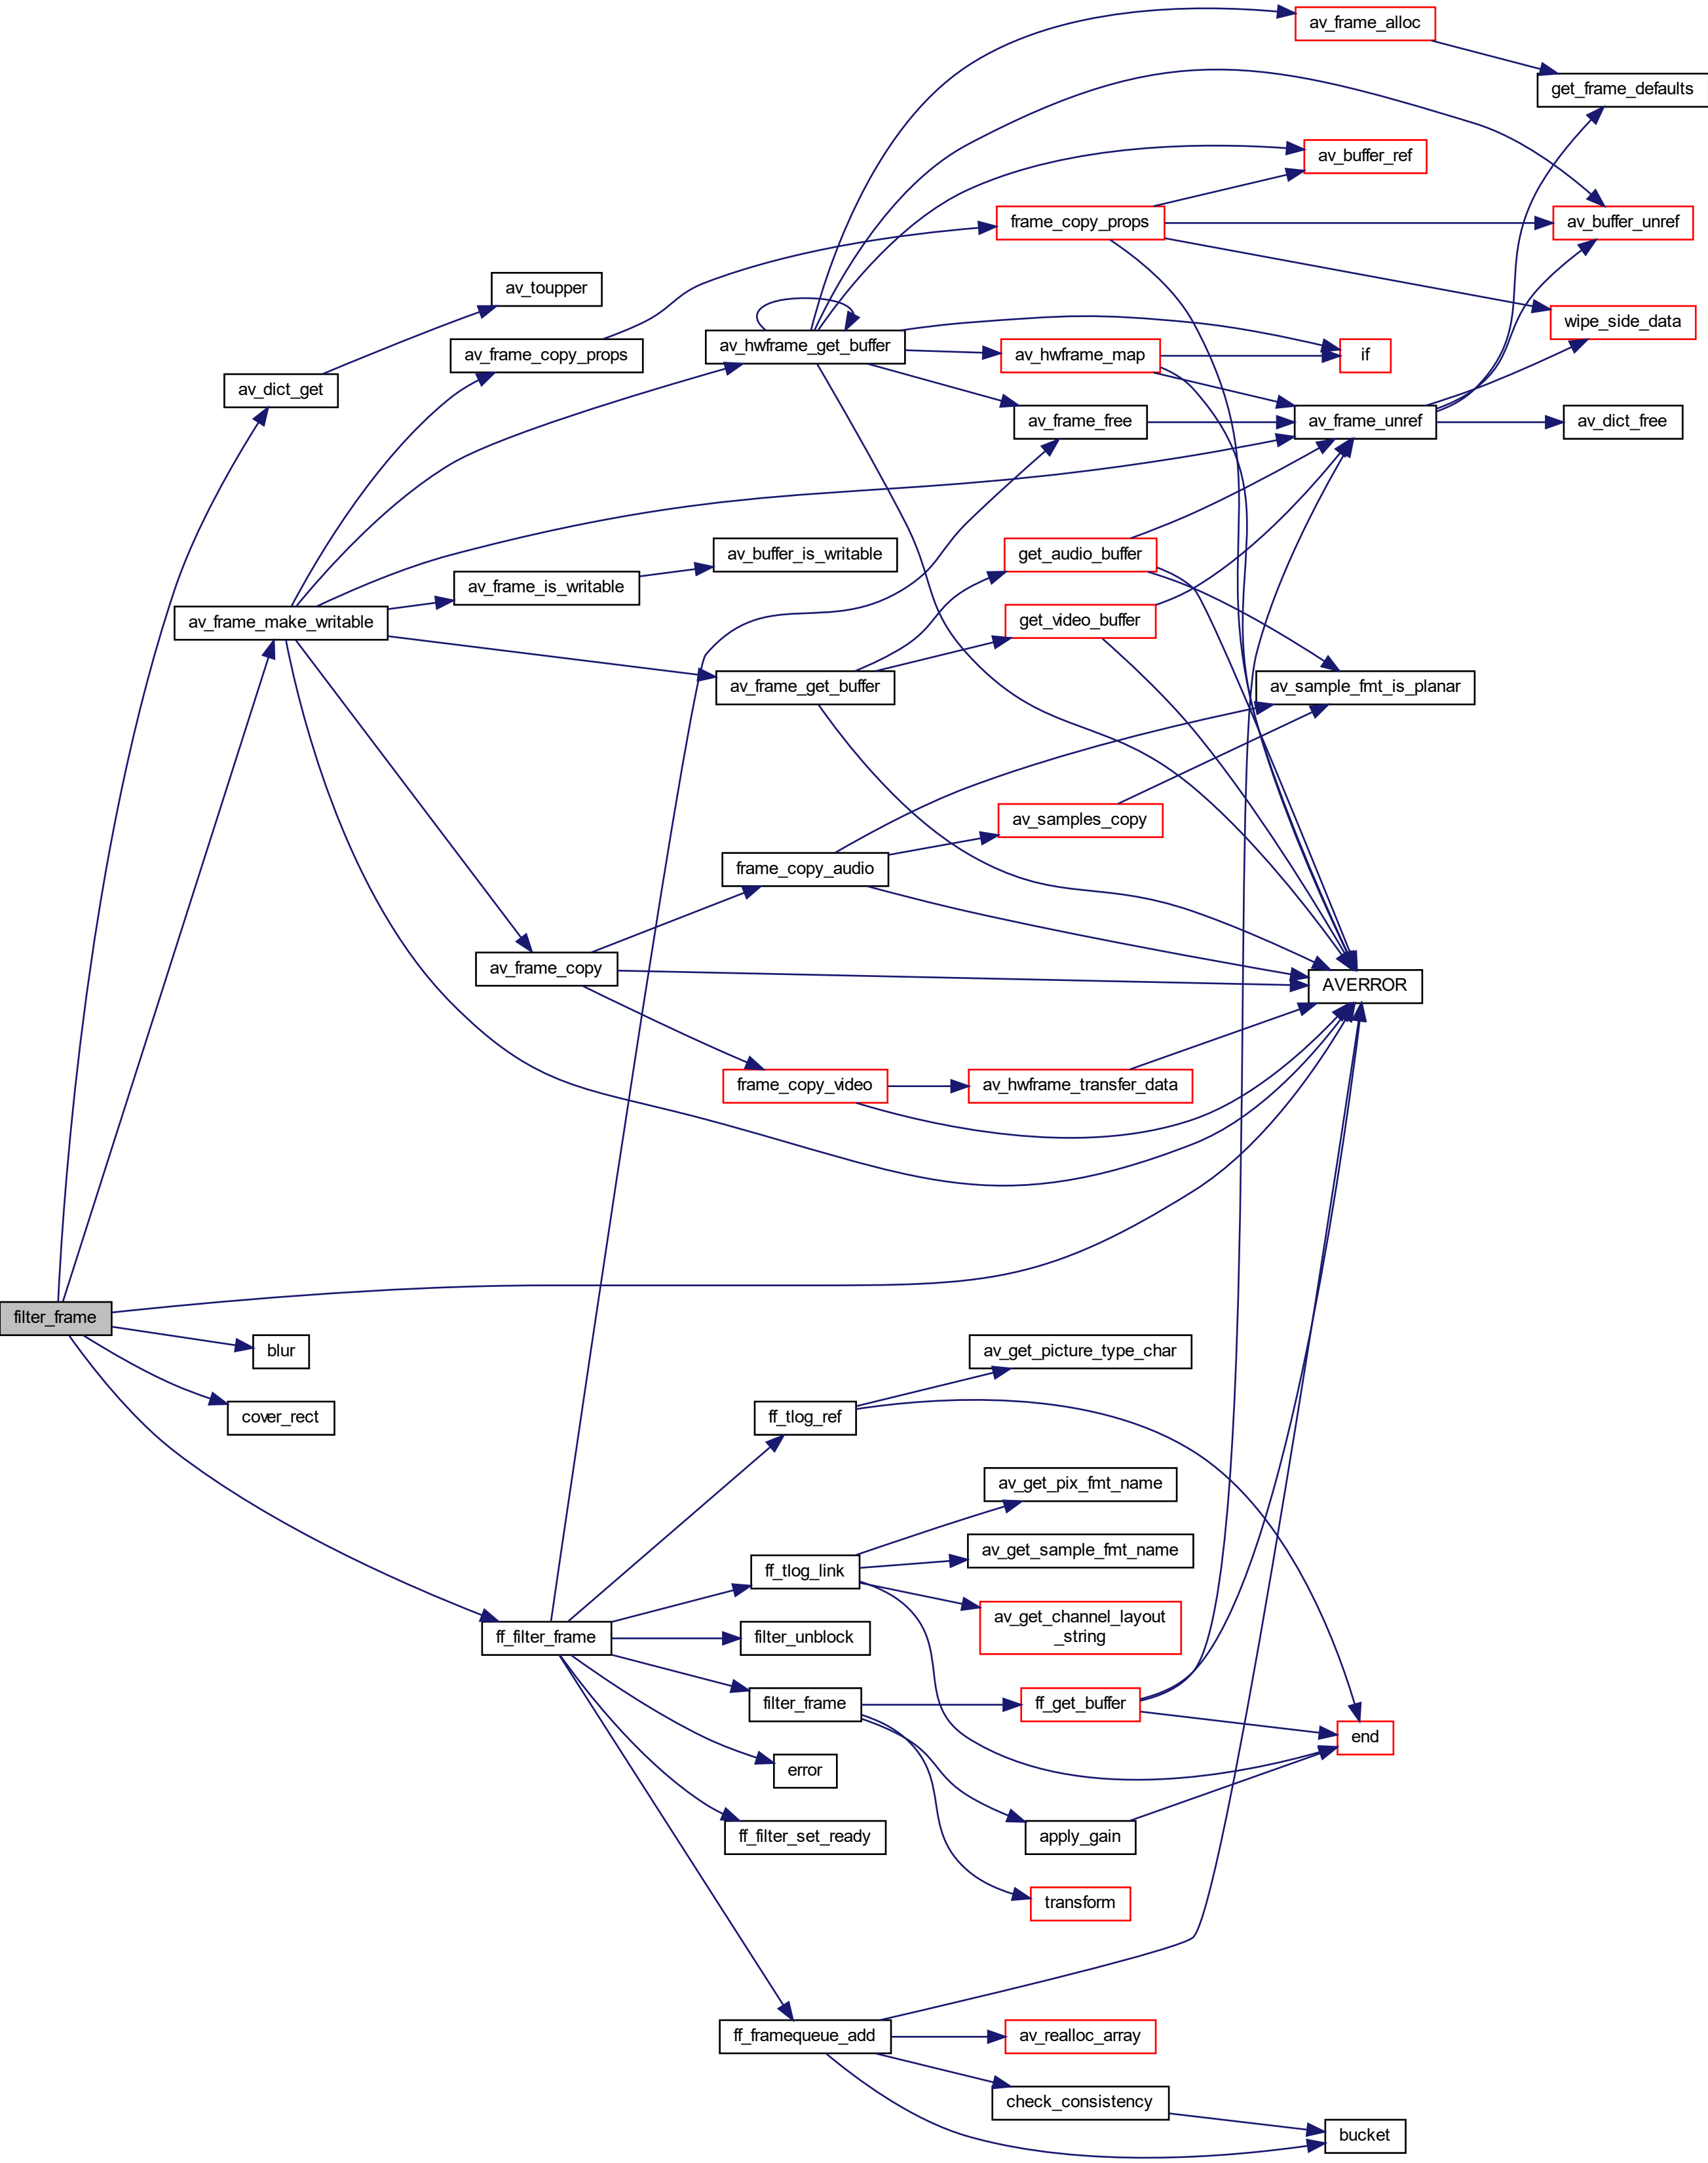 av_frame_alloc
get_frame_defaults
av_buffer_ref
frame_copy_props
av_buffer_unref
av_toupper
wipe_side_data
av_hwframe_get_buffer
av_frame_copy_props
av_hwframe_map
if
av_dict_get
av_frame_free
av_frame_unref
av_dict_free
av_buffer_is_writable
get_audio_buffer
av_frame_is_writable
av_frame_make_writable
get_video_buffer
av_frame_get_buffer
av_sample_fmt_is_planar
av_samples_copy
frame_copy_audio
av_frame_copy
AVERROR
frame_copy_video
av_hwframe_transfer_data
filter_frame
blur
av_get_picture_type_char
cover_rect
ff_tlog_ref
av_get_pix_fmt_name
av_get_sample_fmt_name
ff_tlog_link
av_get_channel_layout
_string
ff_filter_frame
filter_unblock
filter_frame
ff_get_buffer
end
error
ff_filter_set_ready
apply_gain
transform
ff_framequeue_add
av_realloc_array
check_consistency
bucket